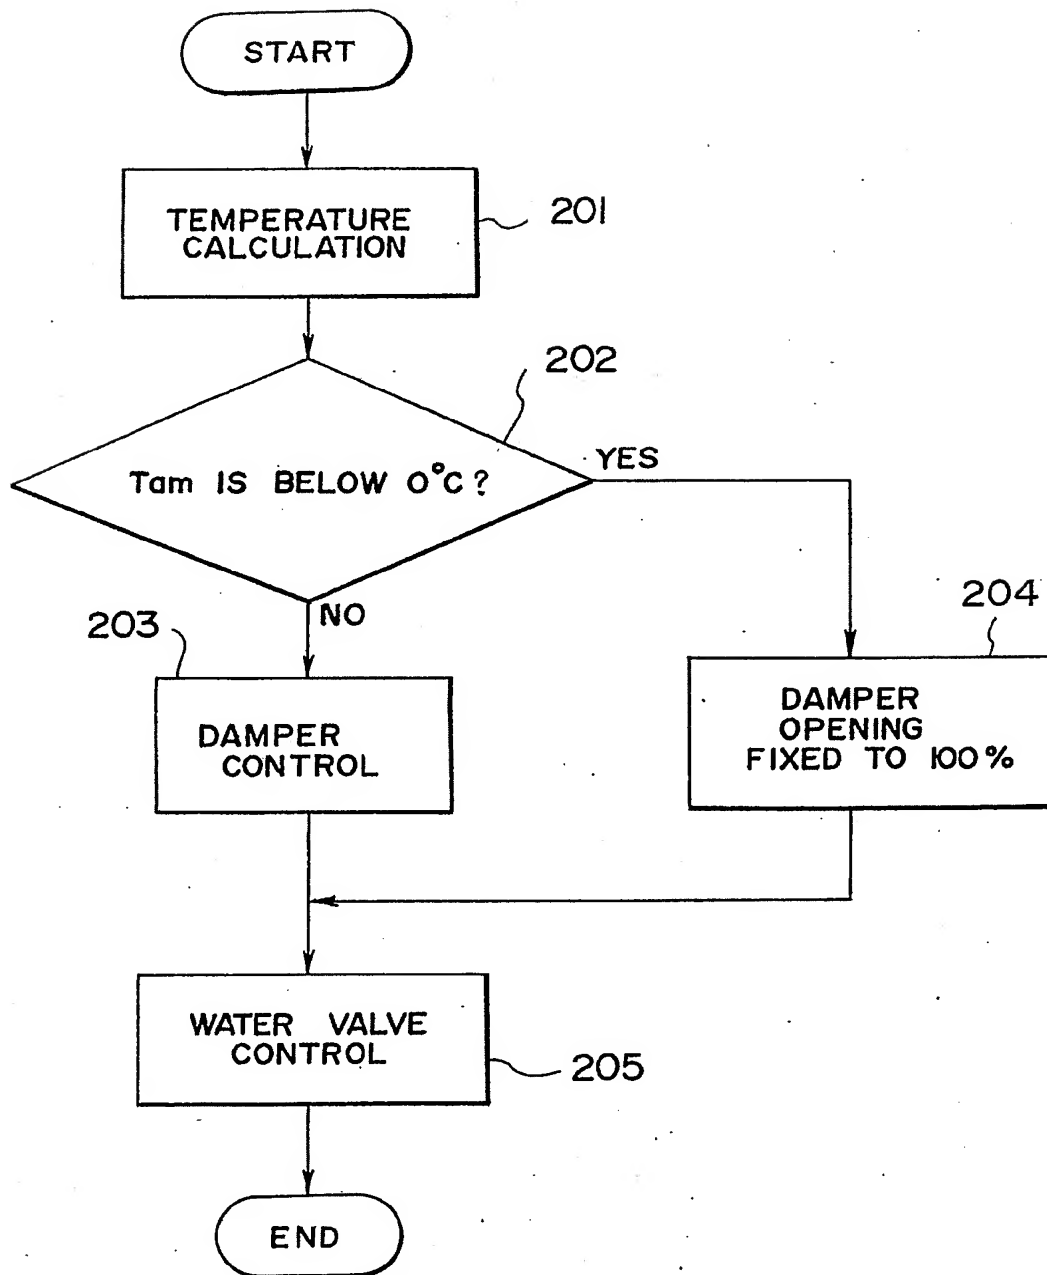 START
TEMPERATURE
CALCULATION
201
202
Tam IS BELOW 0°C?
YES
NO
203
204
DAMPER
CONTROL
DAMPER
OPENING
FIXED TO 100%
WATER VALVE
CONTROL
205
END